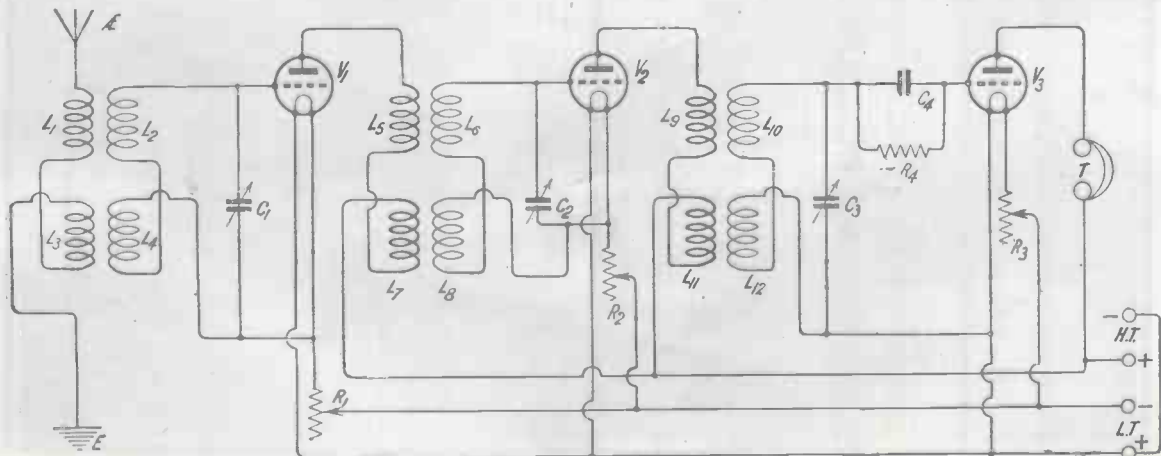 Æ
L1
L2
L3
L4
C1
V1
R1
E
L5
L6
L7
L8
C2
V2
R2
L9
L10
L11
L12
C3
C4
R4
V3
R3
T
−
H.T.
+
−
L.T
+